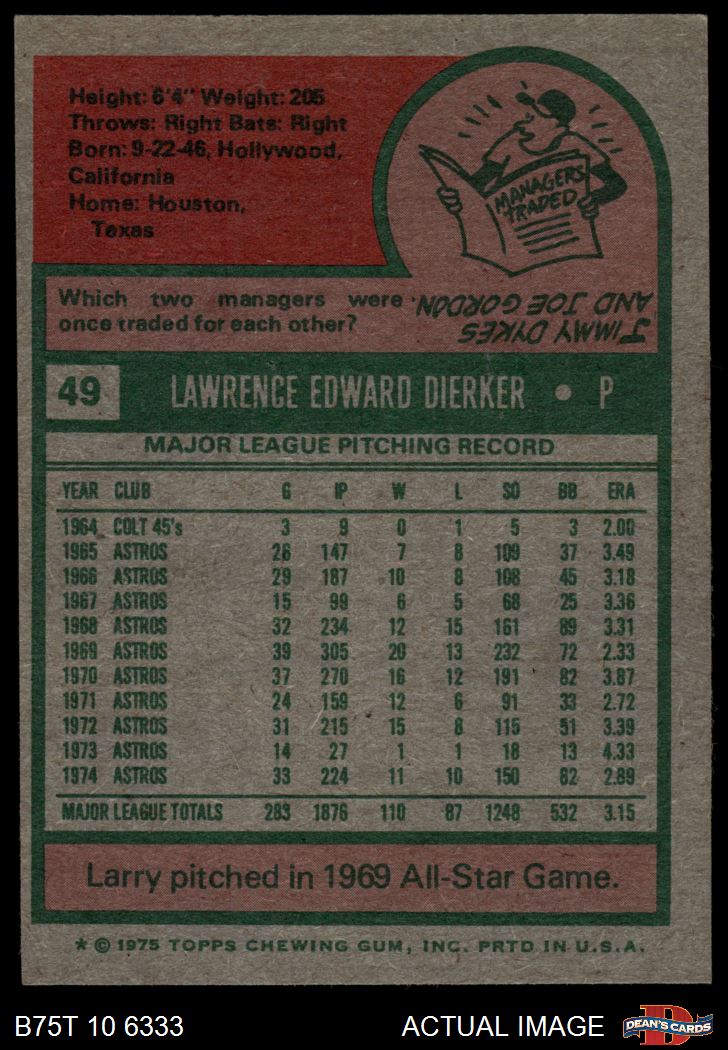 Height: 6'4" Weight: 205
Throws: Right Bats: Right
Born: 9-22-46, Hollywood,
California
Home: Houston,
Texas
MANAGERS
TRADED
Which two managers were
once traded for each other?
JIMMY DYKES
AND JOE GORDON
49 LAWRENCE EDWARD DIERKER • P
MAJOR LEAGUE PITCHING RECORD
YEAR CLUB G IP W L SO BB ERA
1964 COLT 45's 3 9 0 1 5 3 2.00
1965 ASTROS 26 147 7 8 109 37 3.49
1966 ASTROS 29 187 10 8 108 45 3.18
1967 ASTROS 15 99 6 5 68 25 3.36
1968 ASTROS 32 234 12 15 161 89 3.31
1969 ASTROS 39 305 20 13 232 72 2.33
1970 ASTROS 37 270 16 12 191 82 3.87
1971 ASTROS 24 159 12 6 91 33 2.72
1972 ASTROS 31 215 15 8 115 51 3.39
1973 ASTROS 14 27 1 1 18 13 4.33
1974 ASTROS 33 224 11 10 150 82 2.89
MAJOR LEAGUE TOTALS 283 1876 110 87 1248 532 3.15
Larry pitched in 1969 All-Star Game.
* © 1975 TOPPS CHEWING GUM, INC. PRTD IN U.S.A.
B75T 10 6333 ACTUAL IMAGE
D
DEAN'S CARDS